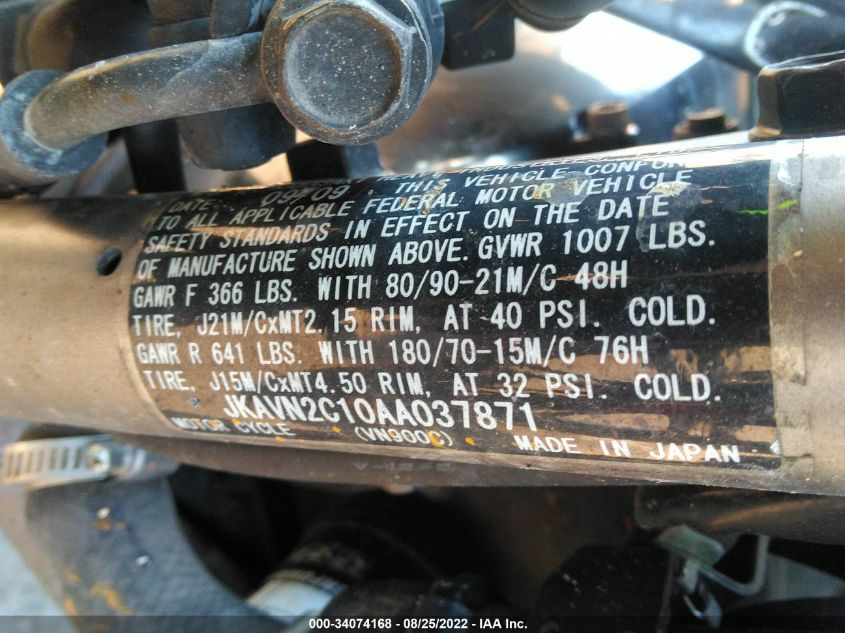 DATE: 09/09 THIS VEHICLE CONFOR
TO ALL APPLICABLE FEDERAL MOTOR VEHICLE
SAFETY STANDARDS IN EFFECT ON THE DATE
OF MANUFACTURE SHOWN ABOVE. GVWR 1007 LBS.
GAWR F 366 LBS. WITH 80/90-21M/C 48H
TIRE, J21M/CxMT2.15 RIM, AT 40 PSI. COLD.
GAWR R 641 LBS. WITH 180/70-15M/C 76H
TIRE, J15M/CxMT4.50 RIM, AT 32 PSI. COLD.
JKAVN2C10AA037871
MOTOR CYCLE (VN900C) MADE IN JAPAN
000-34074168 - 08/25/2022 - IAA Inc.